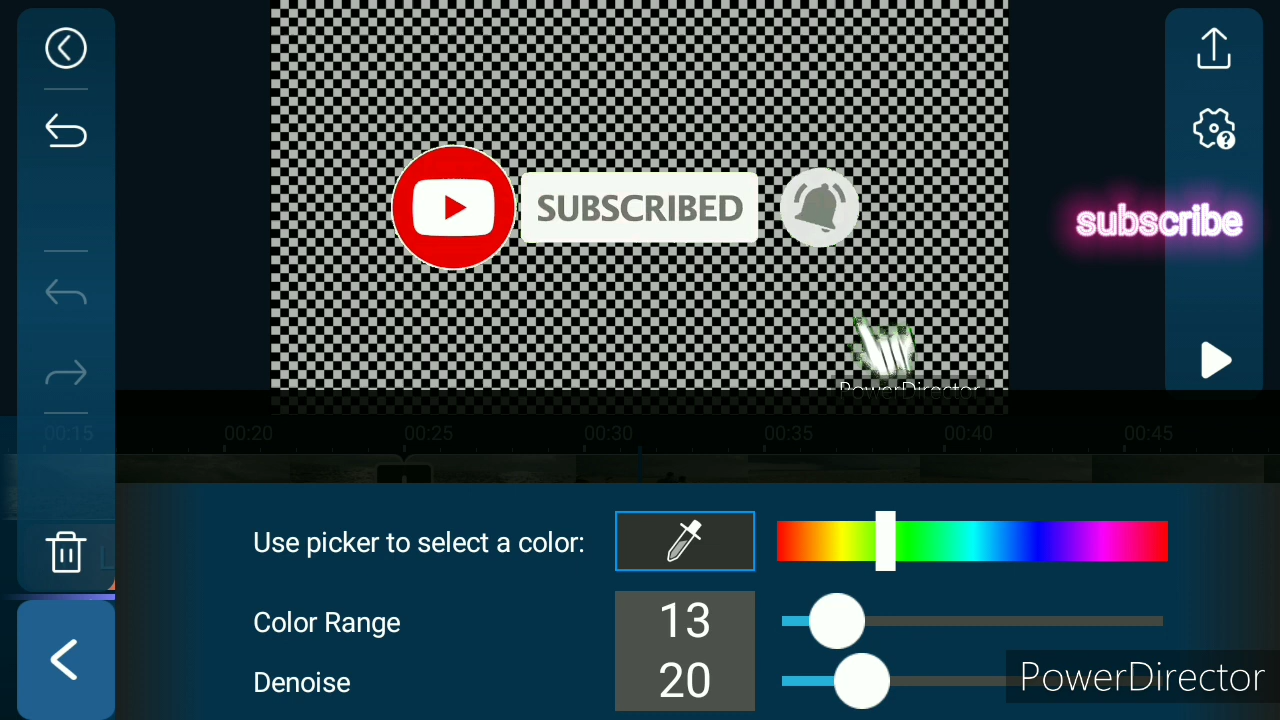 SUBSCRIBED
subscribe
PowerDirector
00:15
00:20
00:25
00:30
00:35
00:40
00:45
Use picker to select a color:
Color Range
13
Denoise
20
PowerDirector